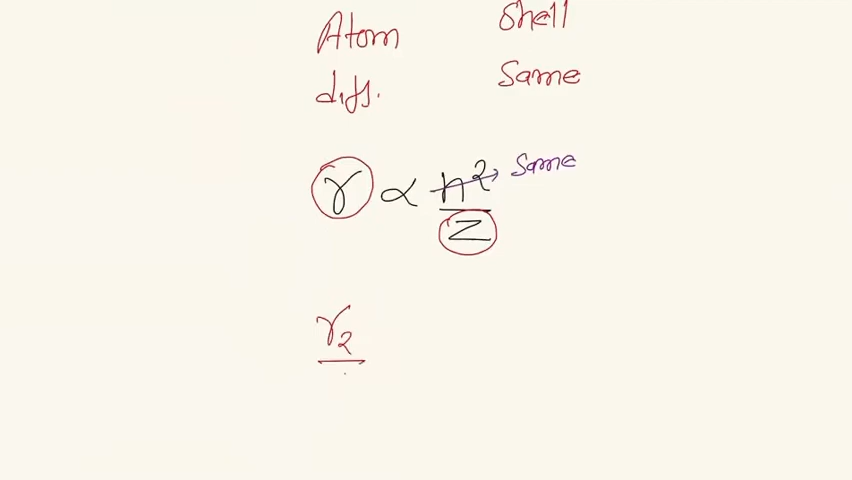 Atom Shell
diff. Same
r ∝ n²/Z → Same
r₂